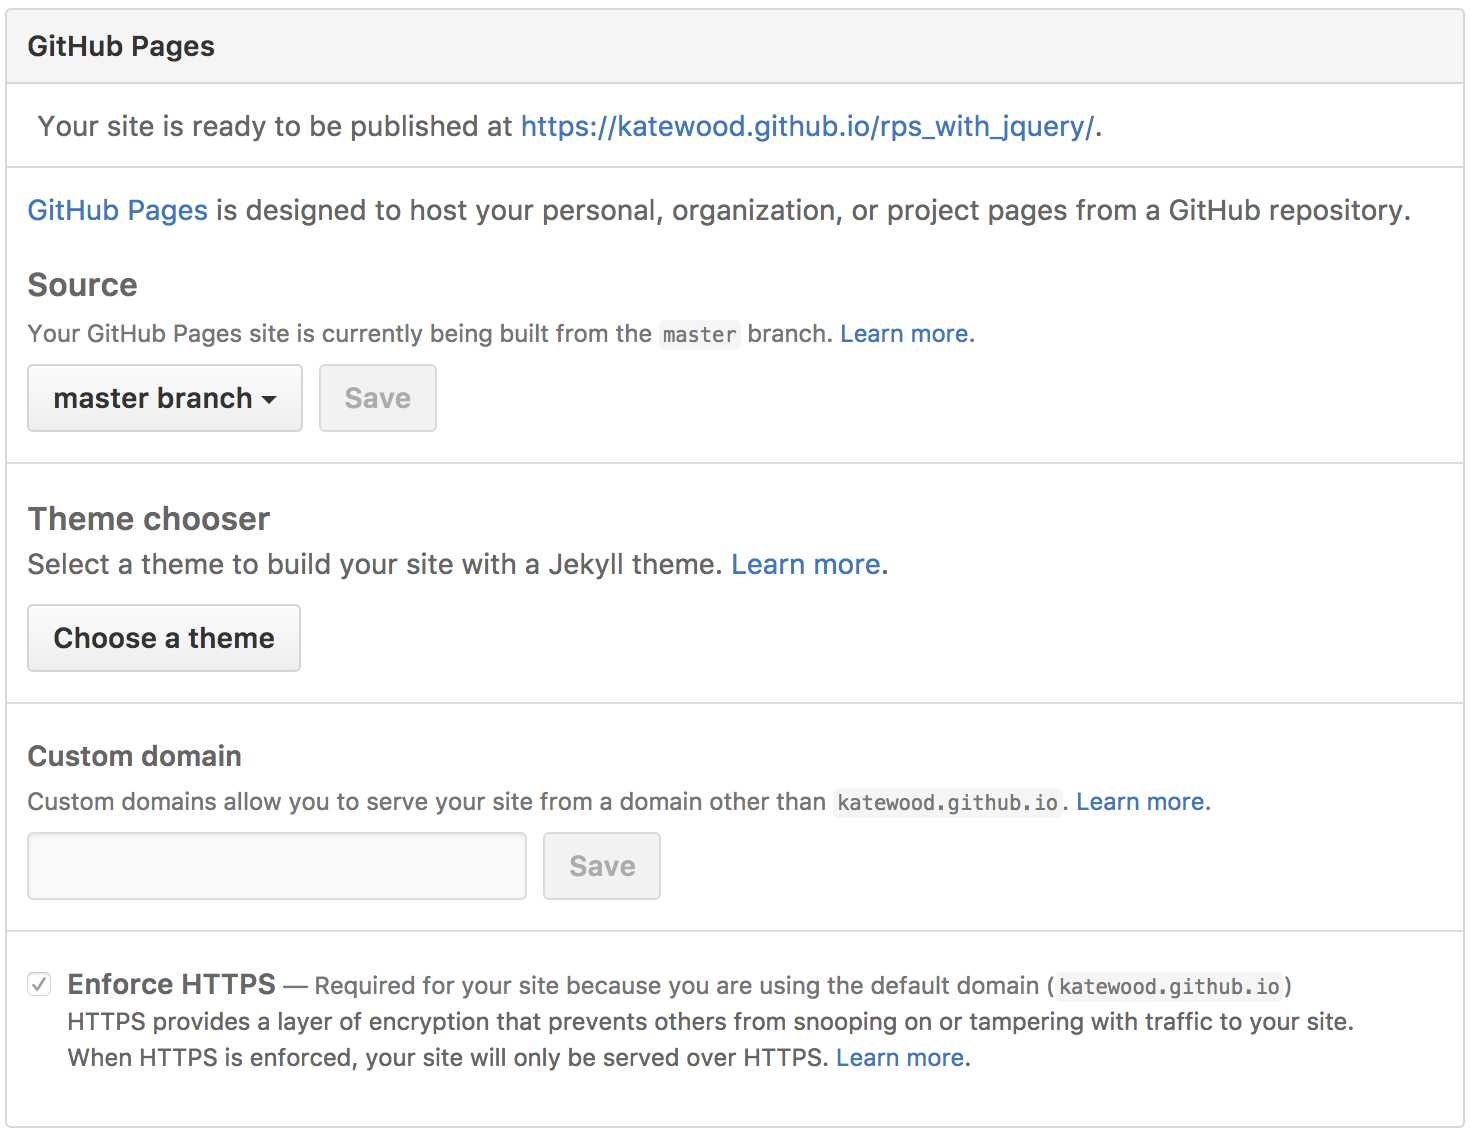 GitHub Pages
Your site is ready to be published at https://katewood.github.io/rps_with_jquery/.
GitHub Pages is designed to host your personal, organization, or project pages from a GitHub repository.
Source
Your GitHub Pages site is currently being built from the master branch. Learn more.
master branch
Save
Theme chooser
Select a theme to build your site with a Jekyll theme. Learn more.
Choose a theme
Custom domain
Custom domains allow you to serve your site from a domain other than katewood.github.io. Learn more.
Save
Enforce HTTPS — Required for your site because you are using the default domain (katewood.github.io)
HTTPS provides a layer of encryption that prevents others from snooping on or tampering with traffic to your site.
When HTTPS is enforced, your site will only be served over HTTPS. Learn more.